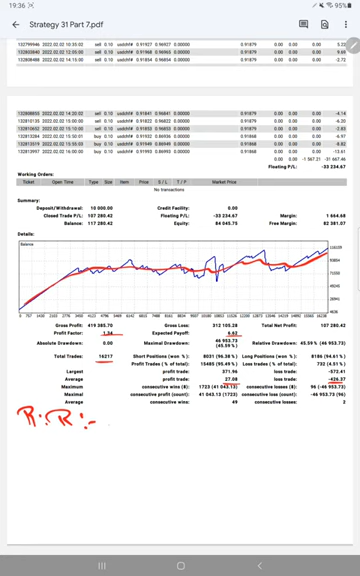 19:36
95%
Strategy 31 Part 7.pdf
132799946 2022.02.02 10:35:02 sell 0.10 usdchf 0.91927 0.96927 0.00000 0.91879 0.00 0.00 0.00 5.22
sell 0.10 usdchf 0.00000 0.91879 0.00 0.00 0.00
132808488 2022.02.02 14:15:00 sell 0.10 usdchf 0.91854 0.96854 0.00000 0.91879 0.00 0.00 0.00 -2.72
132808855 2022.02.02 14:20:02 sell 0.10 usdchf 0.91841 0.96841 0.00000 0.91879 0.00 0.00 0.00 -4.14
132810135 2022.02.02 15:00:01 sell 0.10 usdchf 0.91822 0.96822 0.00000 0.91879 0.00 0.00 0.00 -6.20
132810652 2022.02.02 15:10:00 sell 0.10 usdchf 0.91853 0.96853 0.00000 0.91879 0.00 0.00 0.00 -2.83
132813284 2022.02.02 15:50:01 buy 0.10 usdchf 0.91932 0.86936 0.00000 0.91868 0.00 0.00 0.00 -6.97
132813519 2022.02.02 15:55:03 buy 0.10 usdchf 0.91949 0.86949 0.00000 0.91868 0.00 0.00 0.00 -8.82
132813997 2022.02.02 16:00:00 buy 0.10 usdchf 0.91993 0.86993 0.00000 0.91868 0.00 0.00 0.00 -13.61
0.00 0.00 -1 567.21 -31 667.46
Floating P/L: -33 234.67
Working Orders:
Ticket Open Time Type Size Item Price S / L T / P Market Price
No transactions
Summary:
Deposit/Withdrawal: 10 000.00 Credit Facility: 0.00
Closed Trade P/L: 107 280.42 Floating P/L: -33 234.67 Margin: 1 664.68
Balance: 117 280.42 Equity: 84 045.75 Free Margin: 82 381.07
Details:
Balance
Gross Profit: 419 385.70 Gross Loss: 312 105.28 Total Net Profit: 107 280.42
Profit Factor: 1.34 Expected Payoff: 6.62
Absolute Drawdown: 0.00 Maximal Drawdown: 46 953.73 (45.59%) Relative Drawdown: 45.59% (46 953.73)
Total Trades: 16217 Short Positions (won %): 8031 (96.38%) Long Positions (won %): 8186 (94.61%)
Profit Trades (% of total): 15485 (95.49%) Loss trades (% of total): 732 (4.51%)
Largest profit trade: 371.96 loss trade: -572.41
Average profit trade: 27.08 loss trade: -426.37
Maximum consecutive wins ($): 1723 (41 043.13) consecutive losses ($): 96 (-46 953.73)
Maximal consecutive profit (count): 41 043.13 (1723) consecutive loss (count): -46 953.73 (96)
Average consecutive wins: 49 consecutive losses: 2
R:R :-